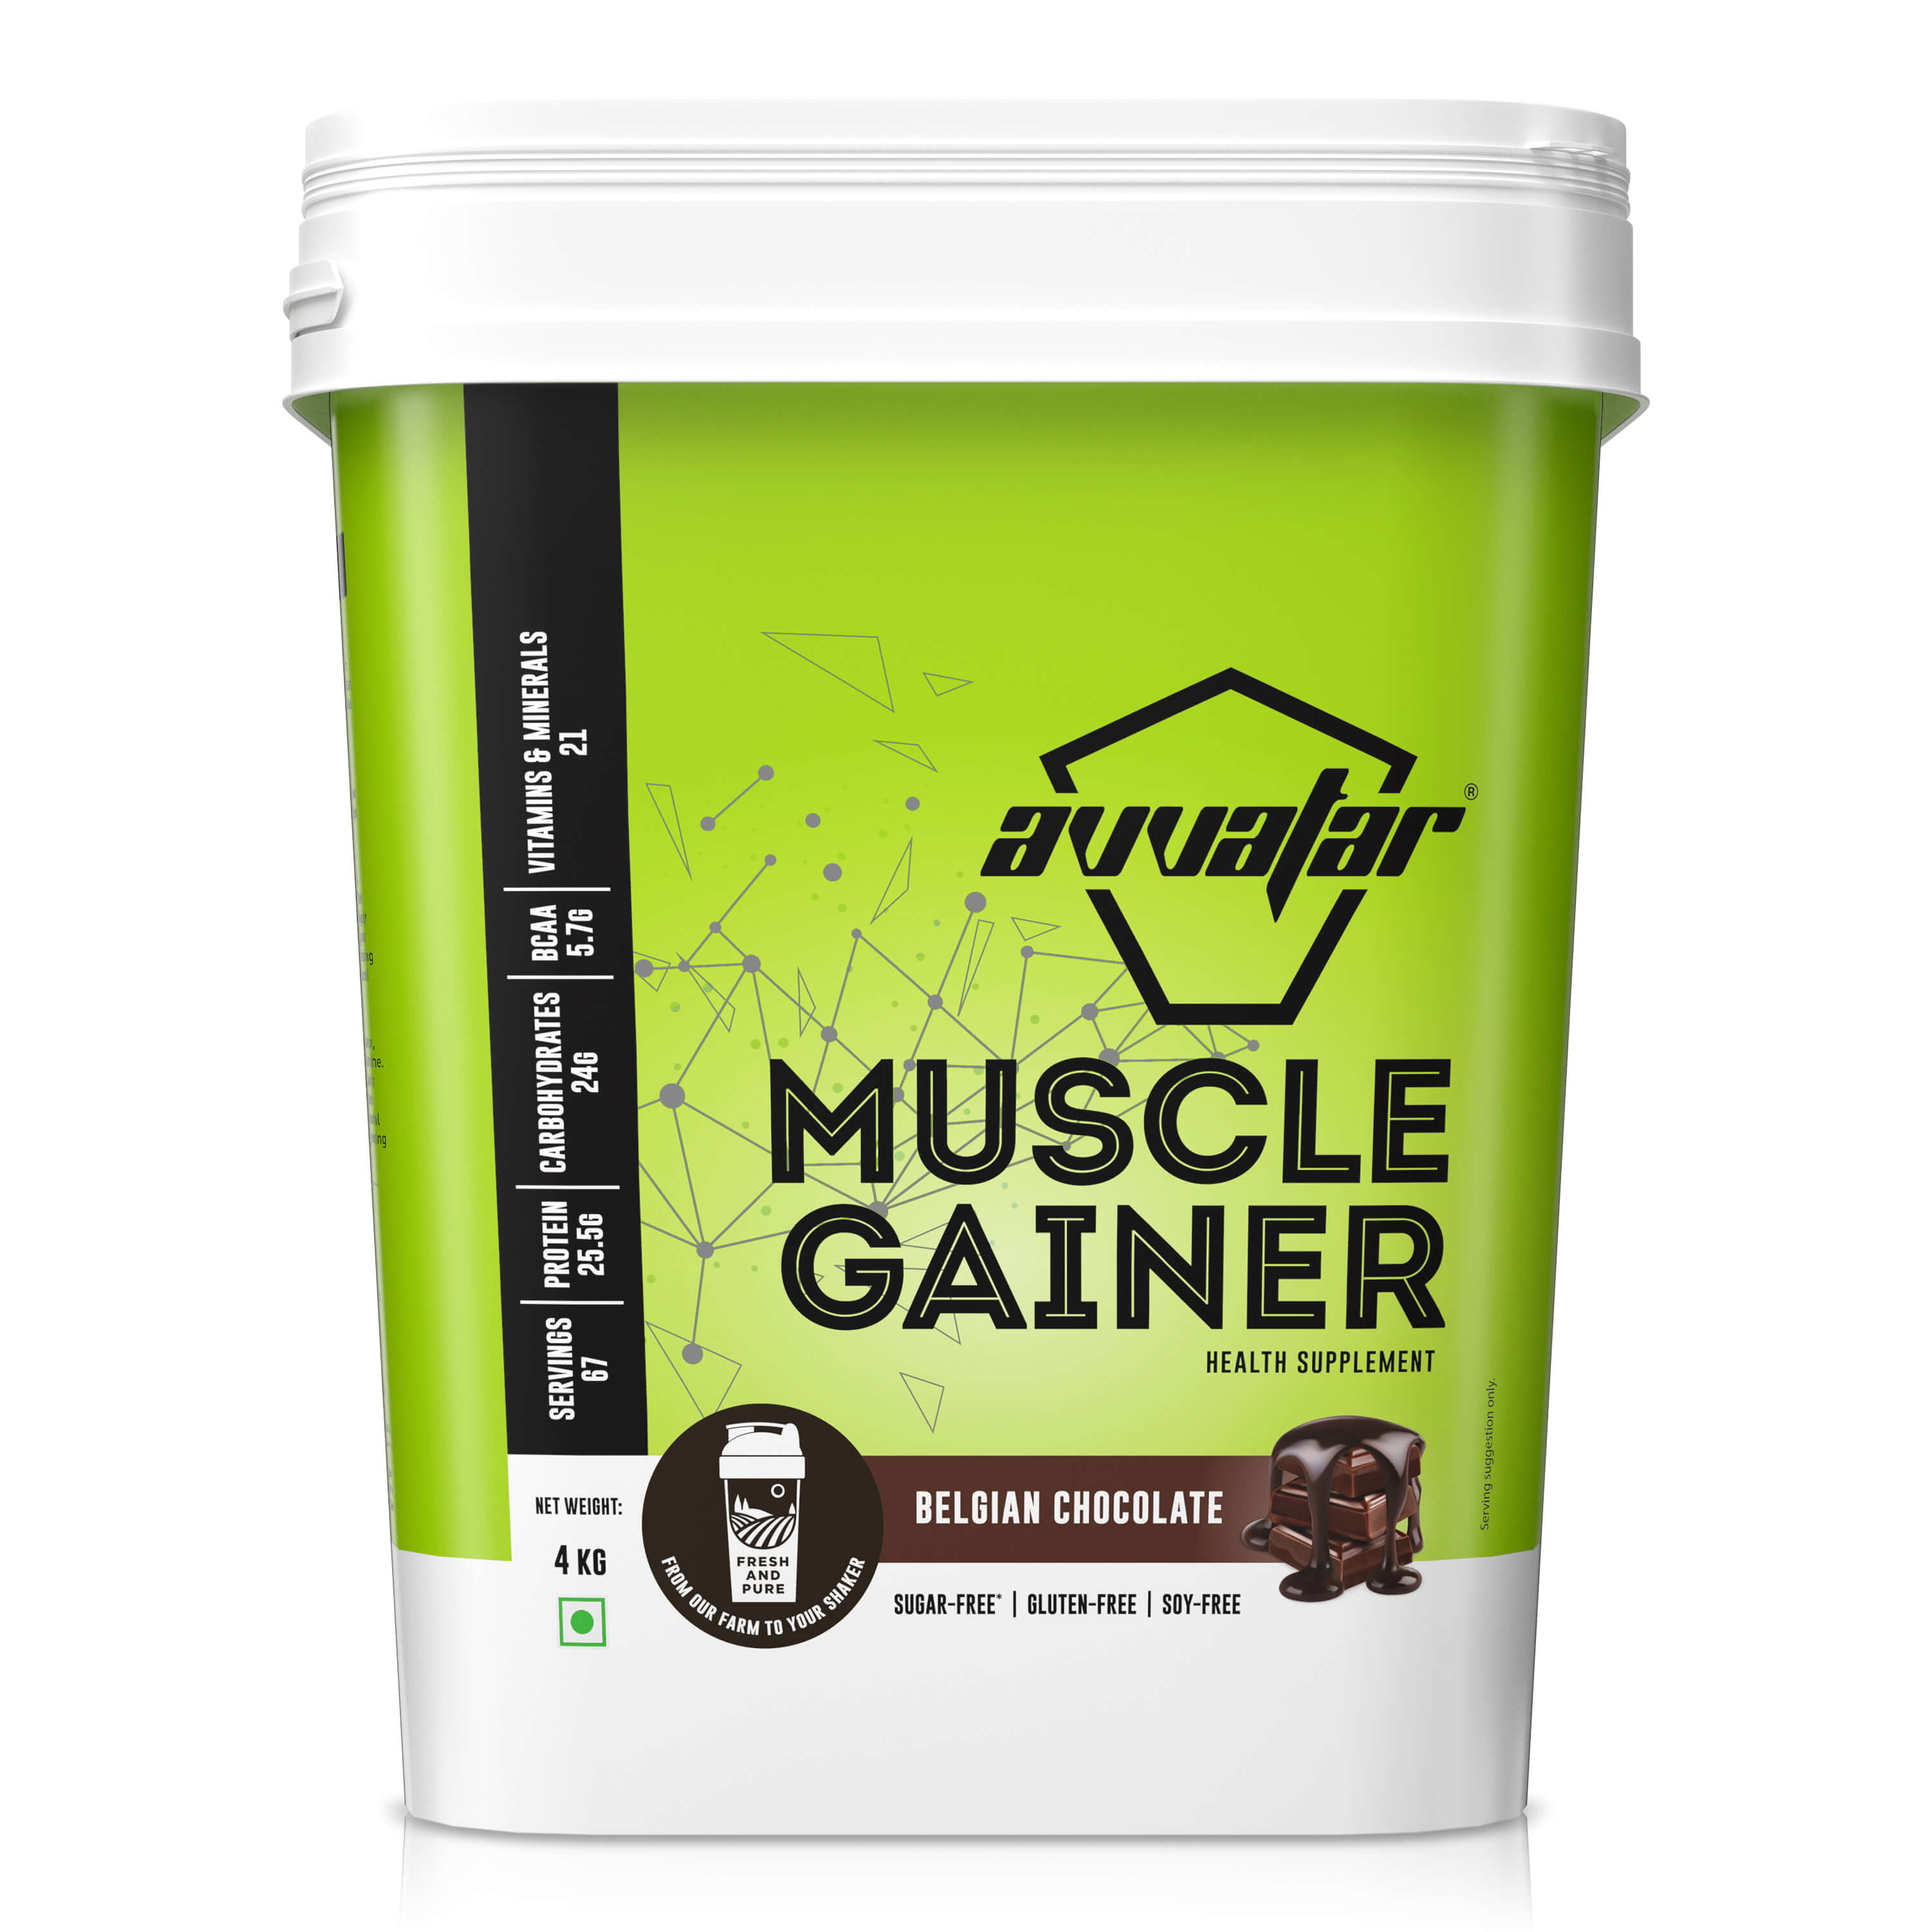 avvatar®
MUSCLE
GAINER
HEALTH SUPPLEMENT
VITAMINS & MINERALS
21
BCAA
5.7G
CARBOHYDRATES
24G
PROTEIN
25.5G
SERVINGS
67
NET WEIGHT:
4 KG
FRESH
AND
PURE
FROM OUR FARM TO YOUR SHAKER
BELGIAN CHOCOLATE
SUGAR-FREE* | GLUTEN-FREE | SOY-FREE
Serving suggestion only.